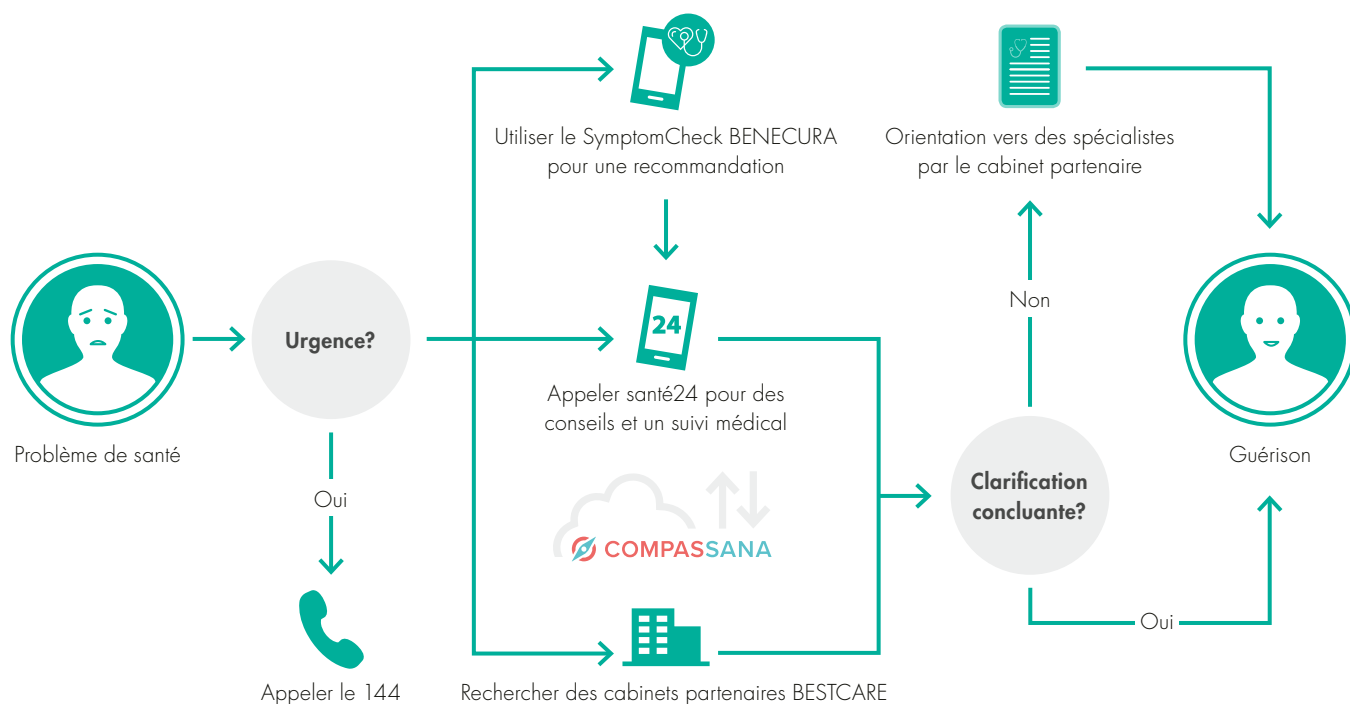 Utiliser le SymptomCheck BENECURA
pour une recommandation
Orientation vers des spécialistes
par le cabinet partenaire
Problème de santé
Urgence?
Oui
Appeler le 144
24
Appeler santé24 pour des
conseils et un suivi médical
COMPASSANA
Rechercher des cabinets partenaires BESTCARE
Clarification
concluante?
Non
Oui
Guérison